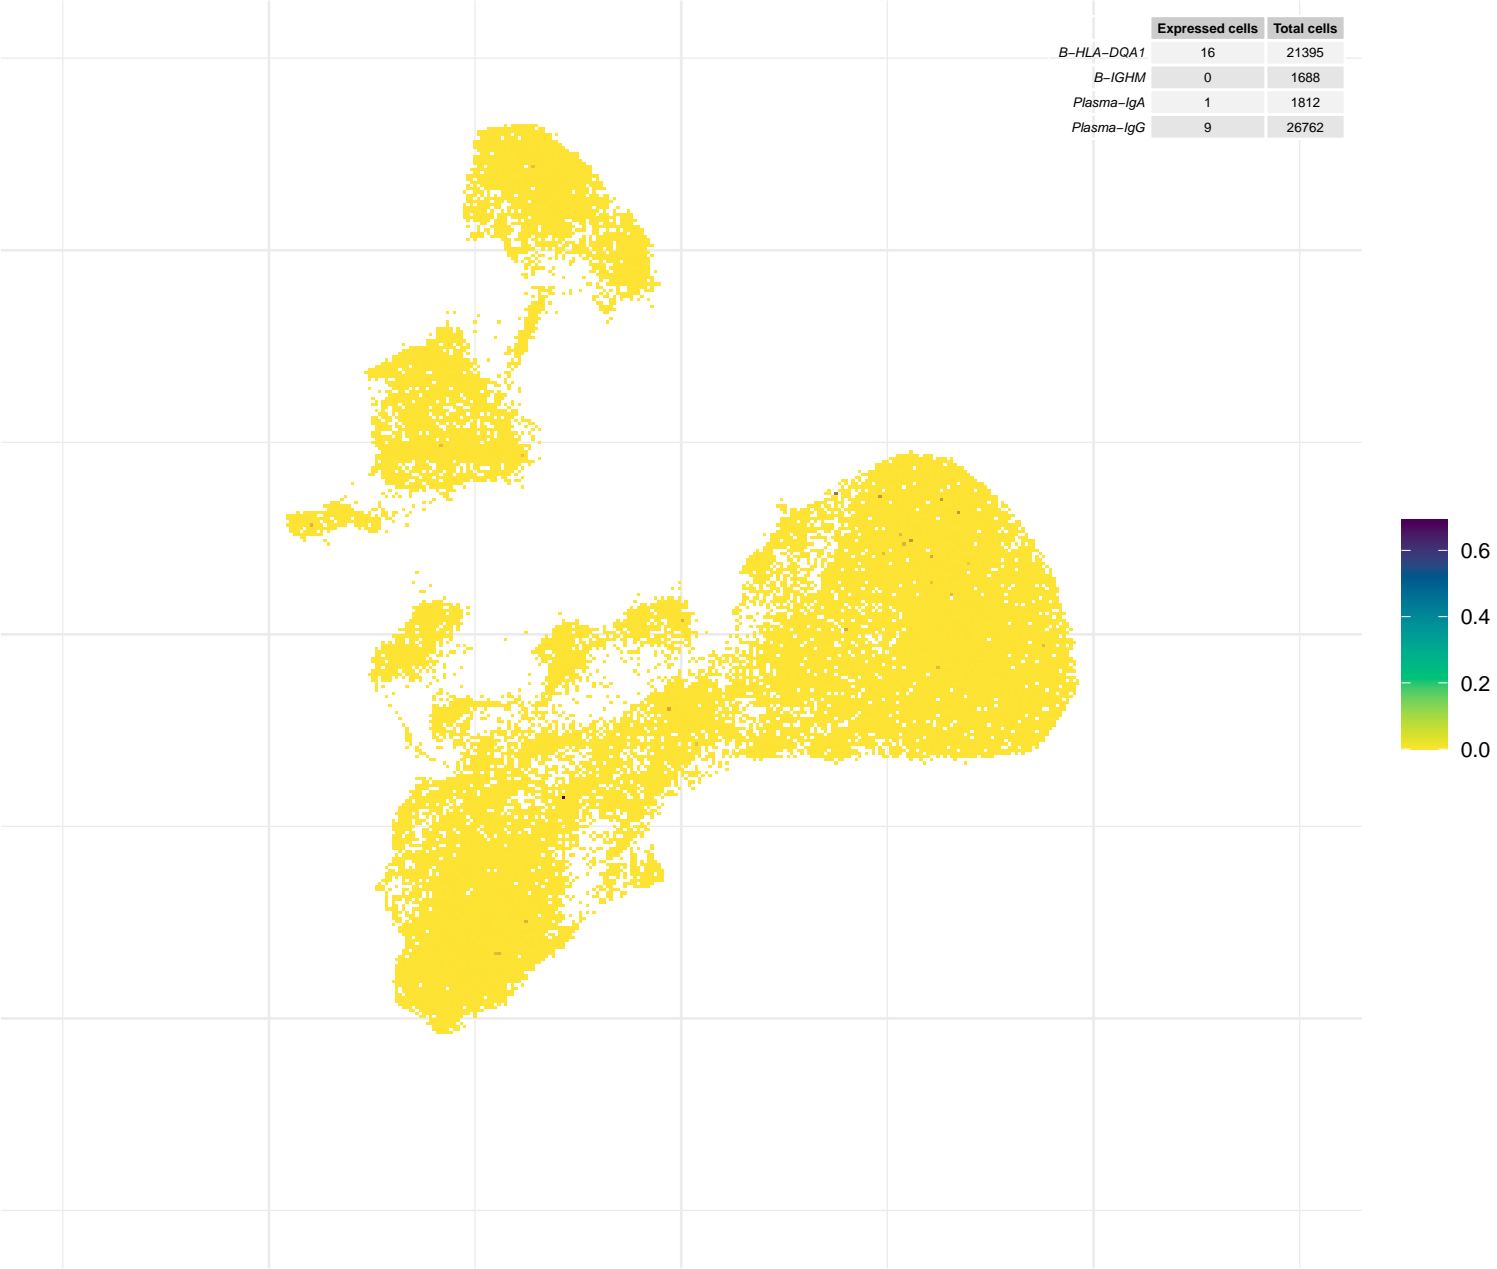 Expressed cells Total cells
B−HLA−DQA1 16 21395
B−IGHM 0 1688
Plasma−IgA 1 1812
Plasma−IgG 9 26762
0.6
0.4
0.2
0.0